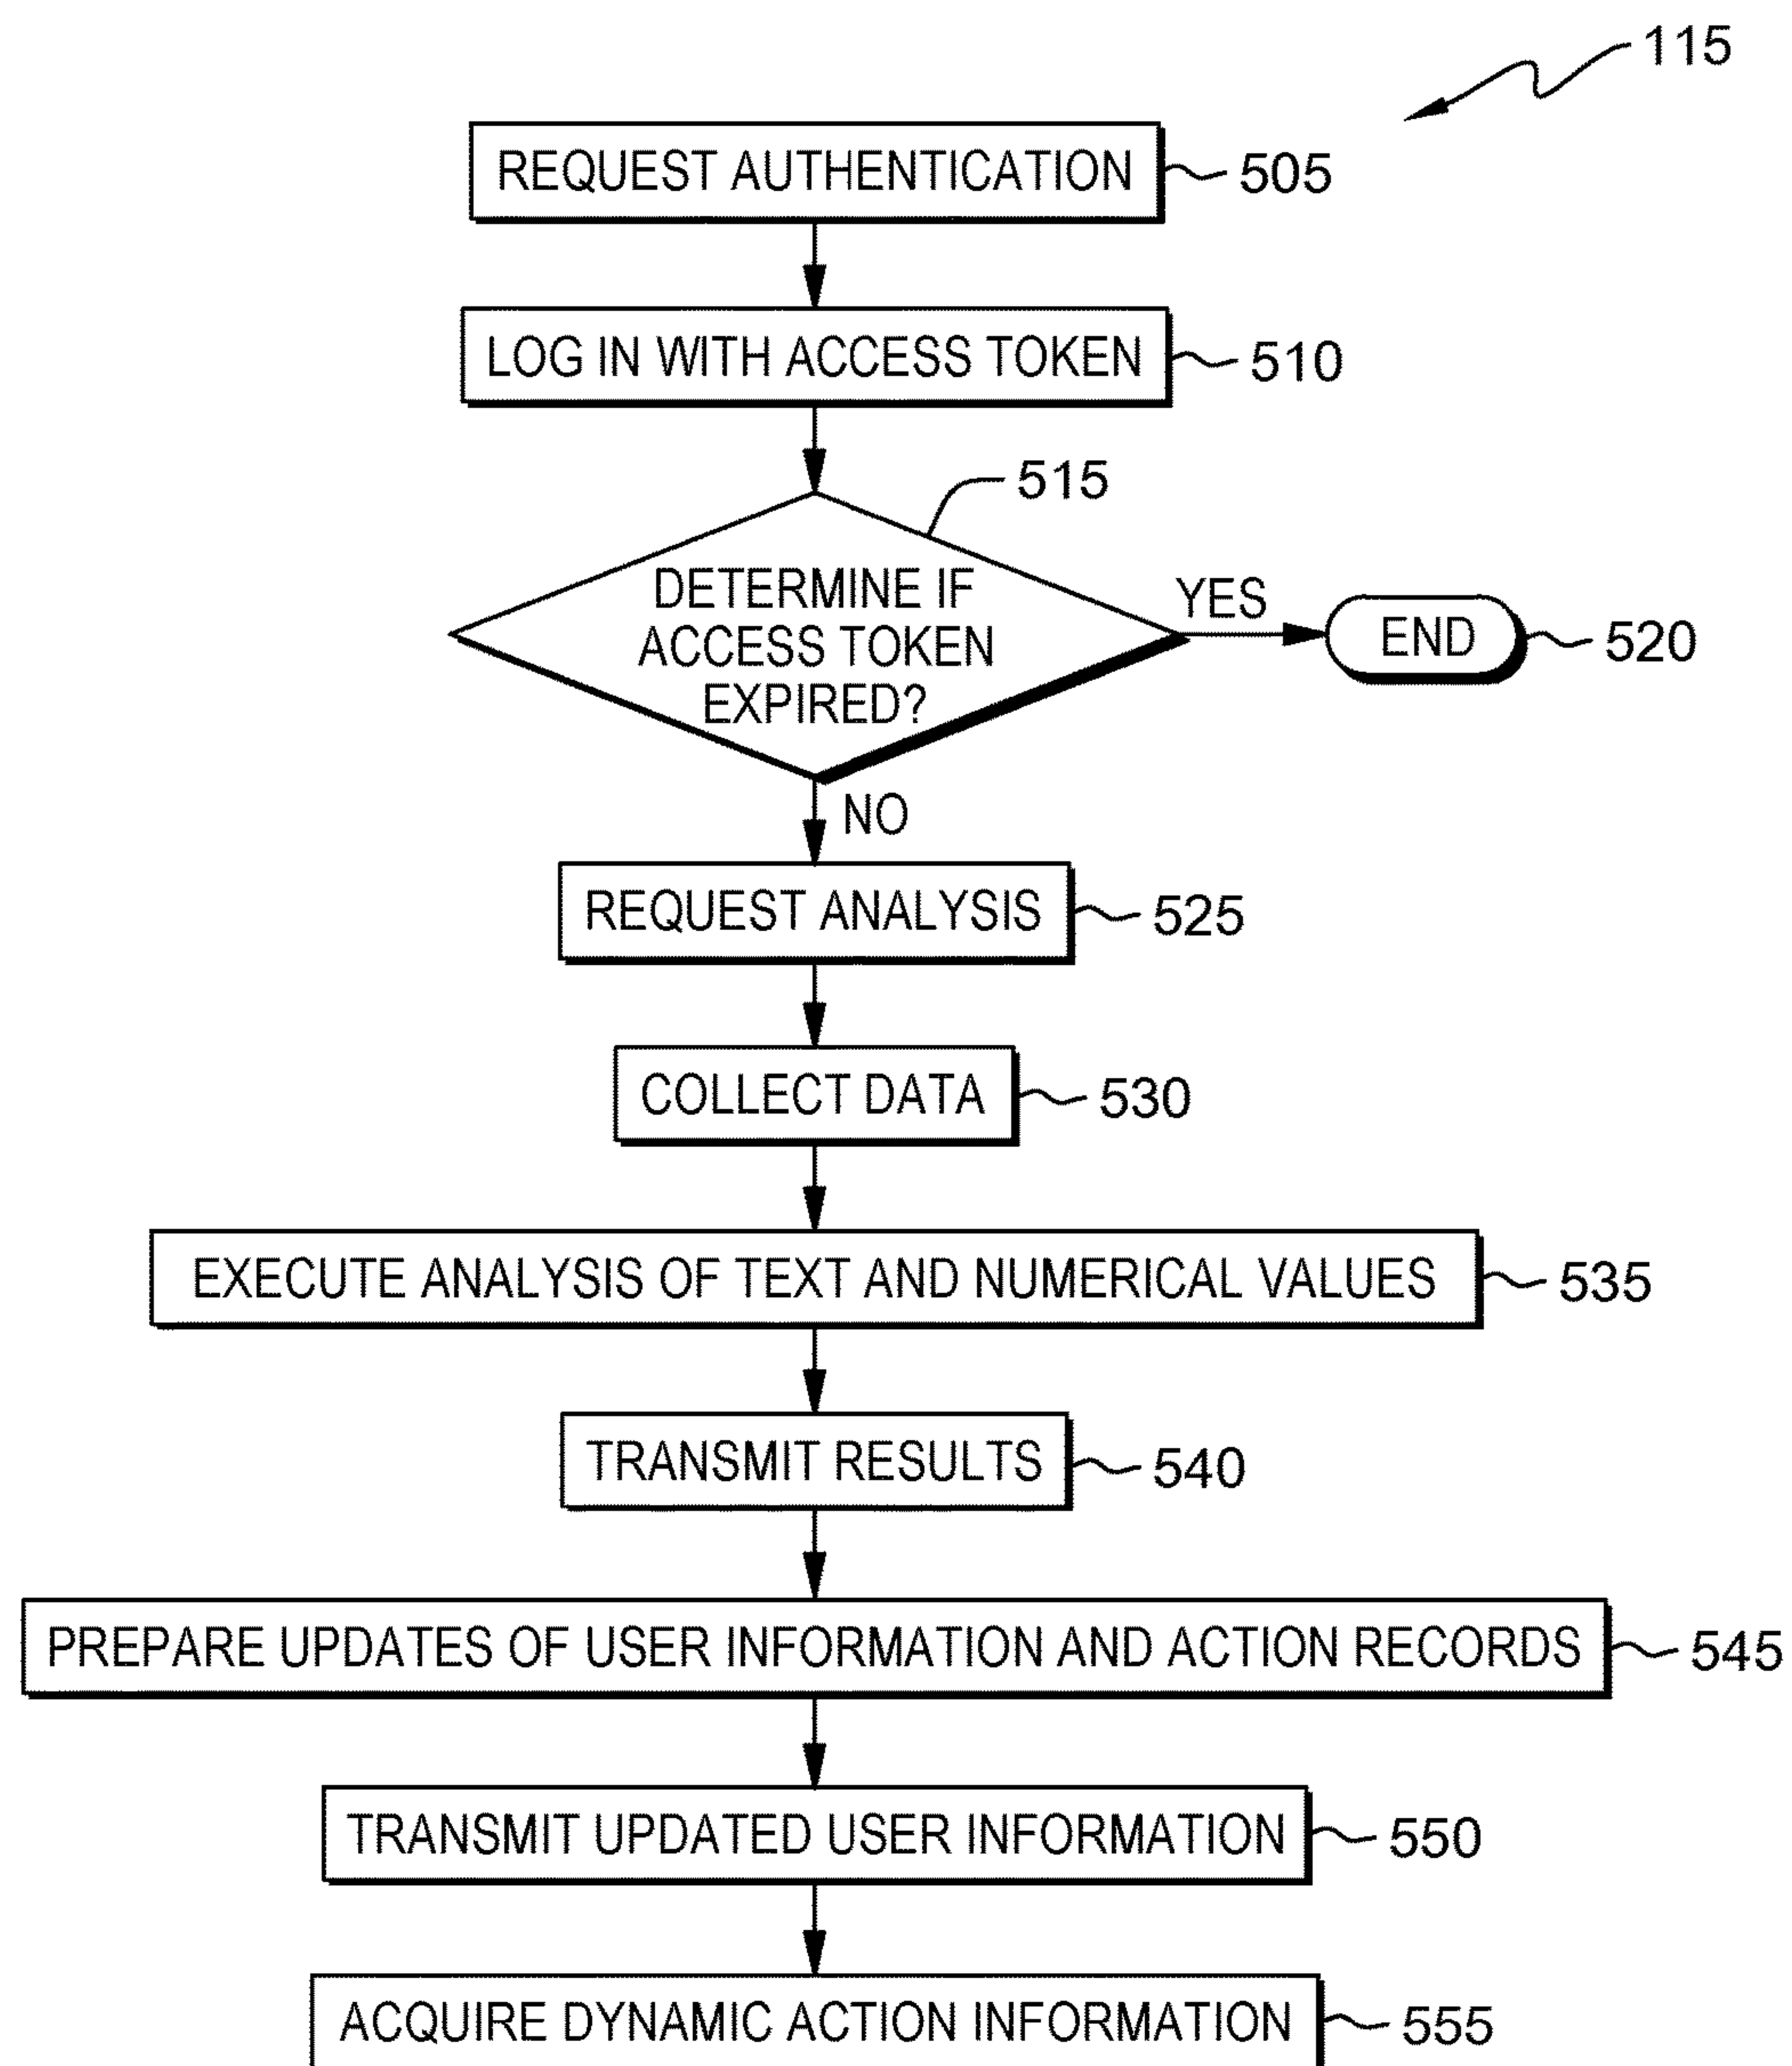 115
REQUEST AUTHENTICATION 505
LOG IN WITH ACCESS TOKEN 510
515
DETERMINE IF
ACCESS TOKEN
EXPIRED?
YES
END 520
NO
REQUEST ANALYSIS 525
COLLECT DATA 530
EXECUTE ANALYSIS OF TEXT AND NUMERICAL VALUES 535
TRANSMIT RESULTS 540
PREPARE UPDATES OF USER INFORMATION AND ACTION RECORDS 545
TRANSMIT UPDATED USER INFORMATION 550
ACQUIRE DYNAMIC ACTION INFORMATION 555